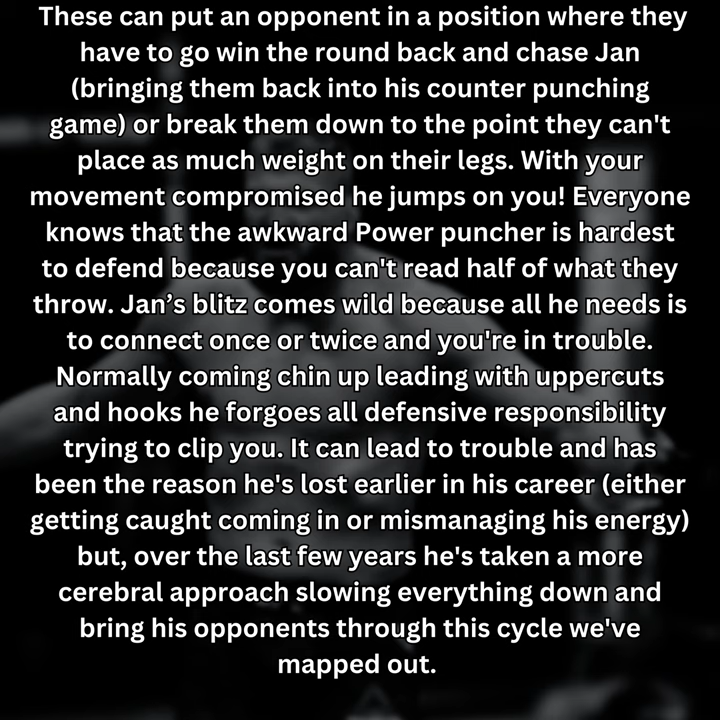 These can put an opponent in a position where they
have to go win the round back and chase Jan
(bringing them back into his counter punching
game) or break them down to the point they can't
place as much weight on their legs. With your
movement compromised he jumps on you! Everyone
knows that the awkward Power puncher is hardest
to defend because you can't read half of what they
throw. Jan’s blitz comes wild because all he needs is
to connect once or twice and you're in trouble.
Normally coming chin up leading with uppercuts
and hooks he forgoes all defensive responsibility
trying to clip you. It can lead to trouble and has
been the reason he's lost earlier in his career (either
getting caught coming in or mismanaging his energy)
but, over the last few years he's taken a more
cerebral approach slowing everything down and
bring his opponents through this cycle we've
mapped out.